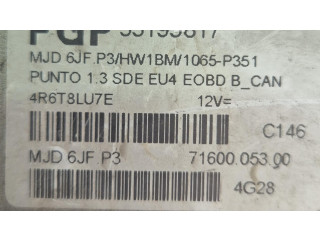 MJD 6JF.P3/HW1BM/1065-P351
PUNTO 1.3 SDE EU4 EOBD B_CAN
4R6T8LU7E 12V=
C146
MJD 6JF P3 71600.053.00
4G28